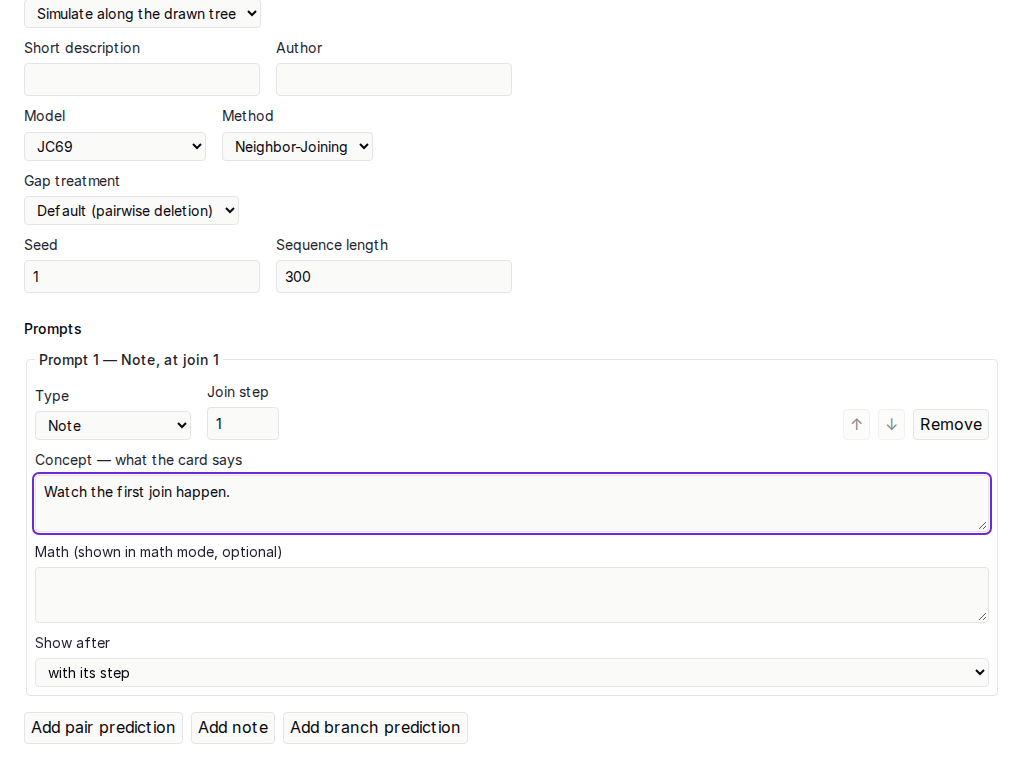 Simulate along the drawn tree
Short description Author
Model Method
JC69 Neighbor-Joining
Gap treatment
Default (pairwise deletion)
Seed Sequence length
1 300
Prompts
Prompt 1 — Note, at join 1
Type Join step
Note 1 ↑ ↓ Remove
Concept — what the card says
Watch the first join happen.
Math (shown in math mode, optional)
Show after
with its step
Add pair prediction Add note Add branch prediction